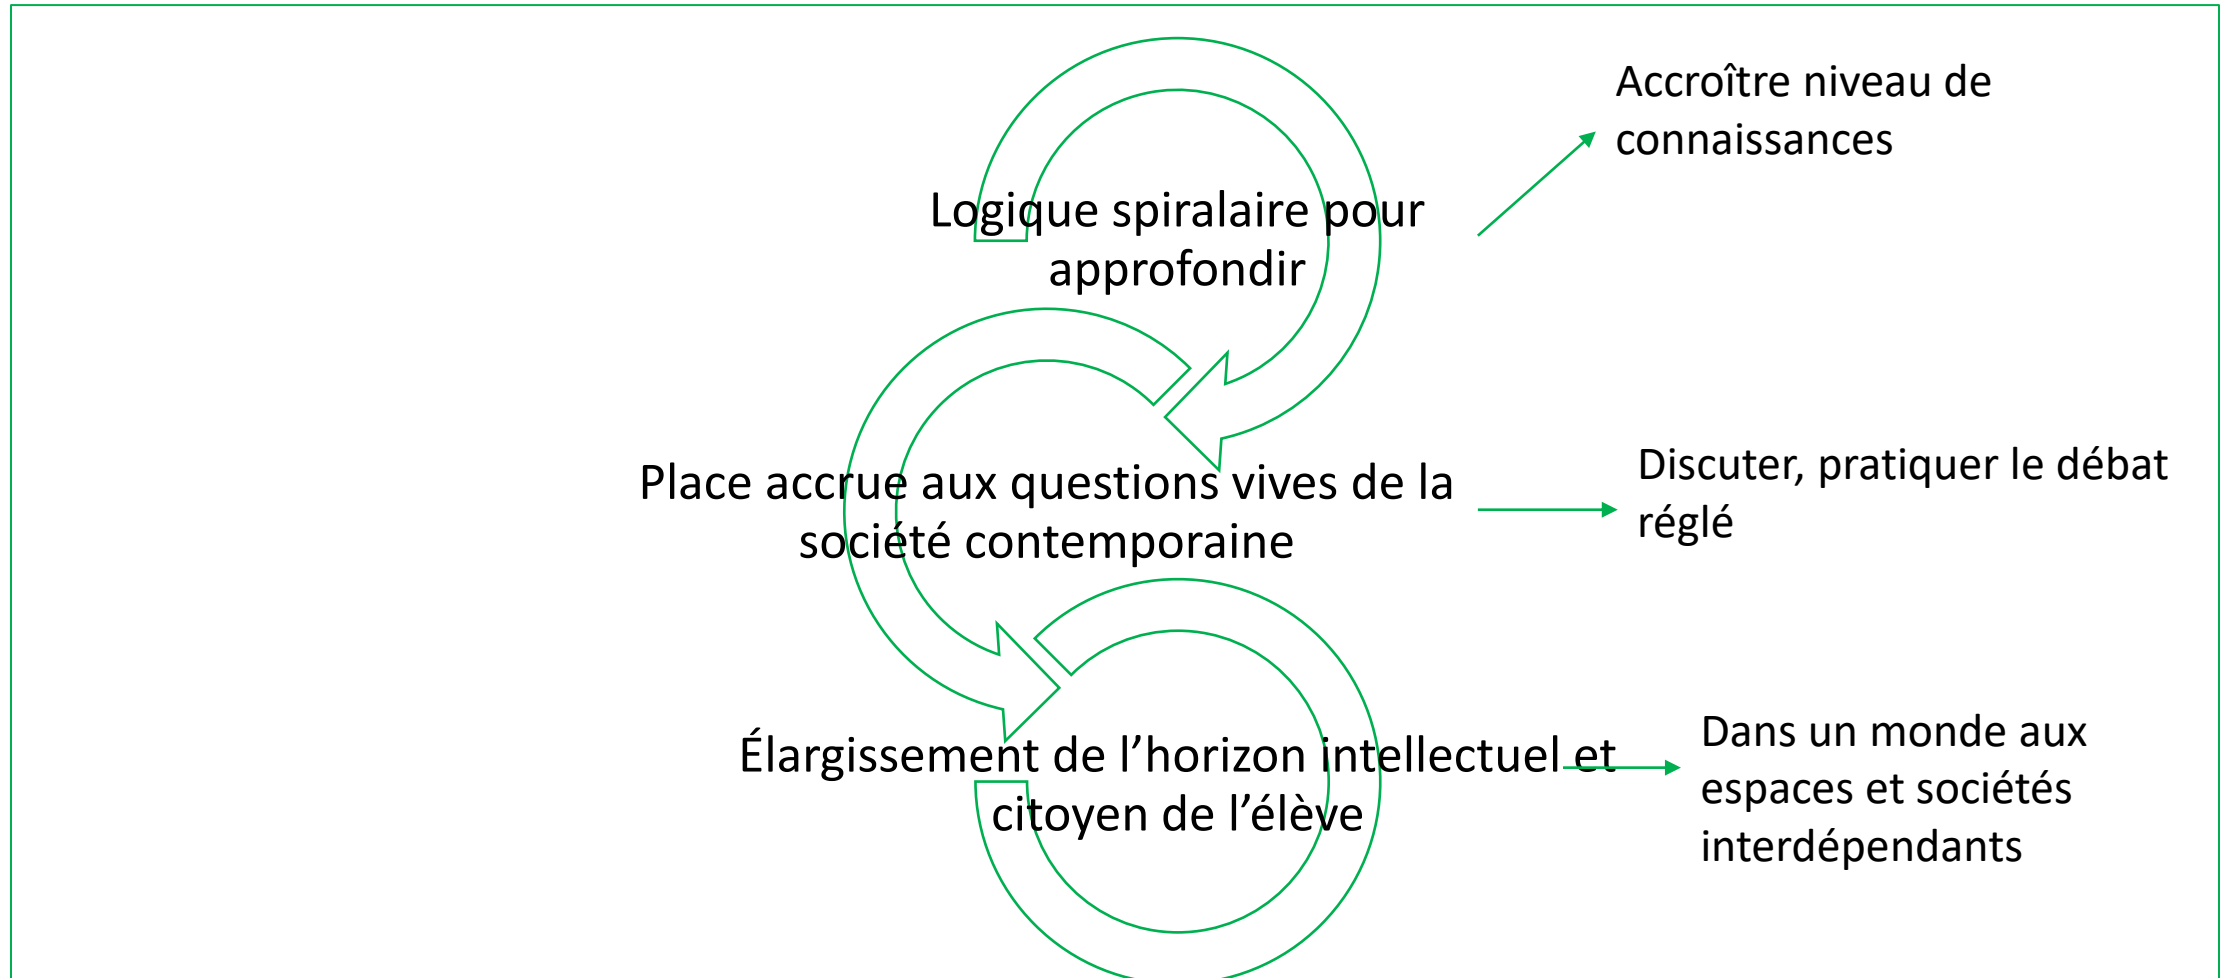 Logique spiralaire pour
approfondir
Accroître niveau de
connaissances
Place accrue aux questions vives de la
société contemporaine
Discuter, pratiquer le débat
réglé
Élargissement de l’horizon intellectuel et
citoyen de l’élève
Dans un monde aux
espaces et sociétés
interdépendants